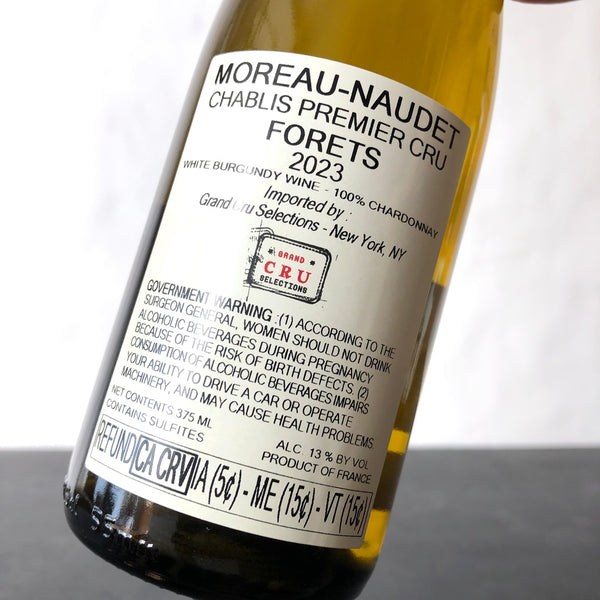 MOREAU-NAUDET
CHABLIS PREMIER CRU
FORETS
2023
WHITE BURGUNDY WINE - 100% CHARDONNAY
Imported by :
Grand Cru Selections - New York, NY
GRAND
CRU
SELECTIONS
GOVERNMENT WARNING :(1) ACCORDING TO THE
SURGEON GENERAL, WOMEN SHOULD NOT DRINK
ALCOHOLIC BEVERAGES DURING PREGNANCY
BECAUSE OF THE RISK OF BIRTH DEFECTS. (2)
CONSUMPTION OF ALCOHOLIC BEVERAGES IMPAIRS
YOUR ABILITY TO DRIVE A CAR OR OPERATE
MACHINERY, AND MAY CAUSE HEALTH PROBLEMS.
NET CONTENTS 375 ML
CONTAINS SULFITES
ALC. 13 % BY VOL
PRODUCT OF FRANCE
REFUND CA CRV IA (5¢) - ME (15¢) - VT (15¢)